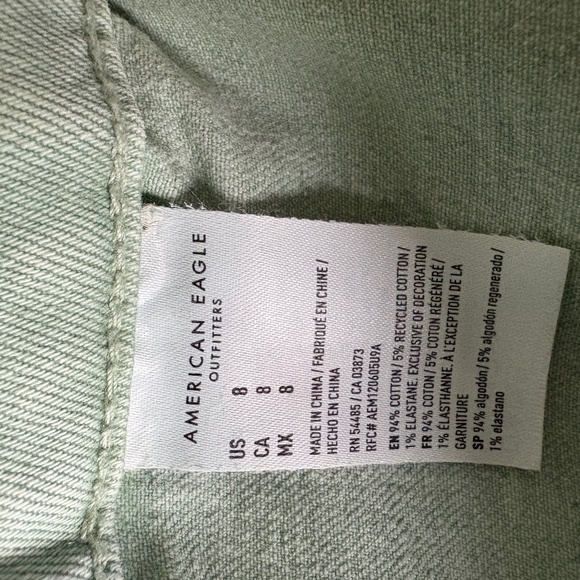 AMERICAN EAGLE
OUTFITTERS
US 8
CA 8
MX 8
MADE IN CHINA / FABRIQUÉ EN CHINE /
HECHO EN CHINA
RN 54485 / CA 03873
RFC# AEM1206005U9A
EN 94% COTTON / 5% RECYCLED COTTON /
1% ELASTANE, EXCLUSIVE OF DECORATION
FR 94% COTON / 5% COTON RÉGÉNÉRÉ /
1% ÉLASTHANNE, À L'EXCEPTION DE LA
GARNITURE
SP 94% algodón / 5% algodón regenerado /
1% elastano